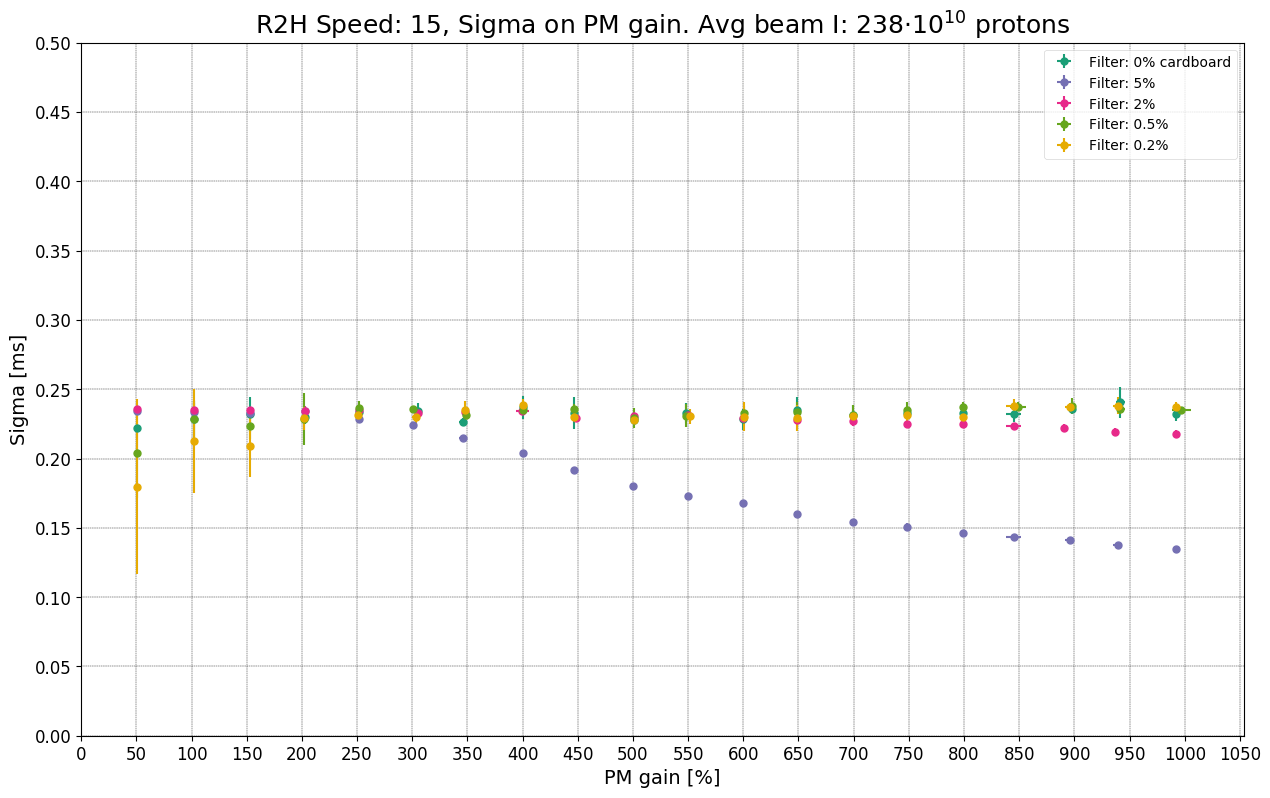 R2H Speed: 15, Sigma on PM gain. Avg beam I: 238·10^10 protons
Filter: 0% cardboard
Filter: 5%
Filter: 2%
Filter: 0.5%
Filter: 0.2%
Sigma [ms]
0.50
0.45
0.40
0.35
0.30
0.25
0.20
0.15
0.10
0.05
0.00
0 50 100 150 200 250 300 350 400 450 500 550 600 650 700 750 800 850 900 950 1000 1050
PM gain [%]